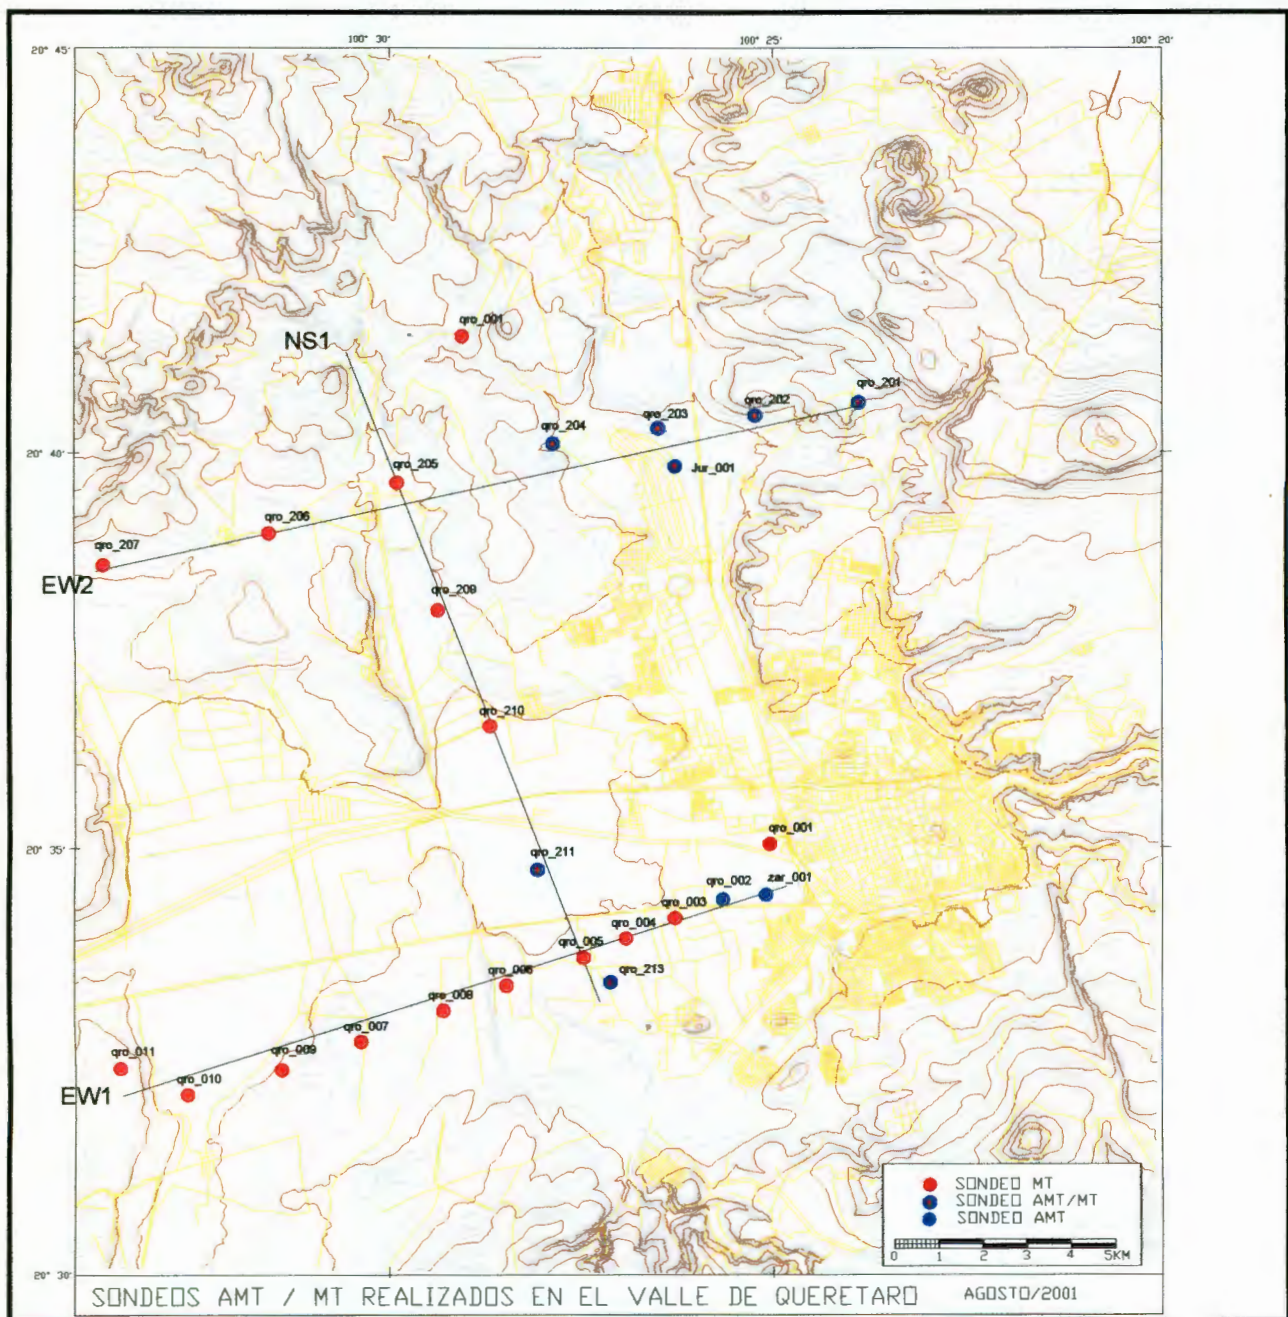 100° 30'
100° 25'
100° 20'
20° 45'
qro_001
NS1
qro_201
qro_202
qro_203
qro_204
20° 40'
Jur_001
qro_205
qro_206
qro_207
EW2
qro_209
qro_210
qro_001
20° 35'
qro_211
zar_001
qro_002
qro_003
qro_004
qro_005
qro_213
qro_006
qro_008
qro_007
qro_009
qro_011
qro_010
EW1
SONDEO MT
SONDEO AMT/MT
SONDEO AMT
0 1 2 3 4 5KM
20° 30'
SONDEOS AMT / MT REALIZADOS EN EL VALLE DE QUERETARO AGOSTO/2001